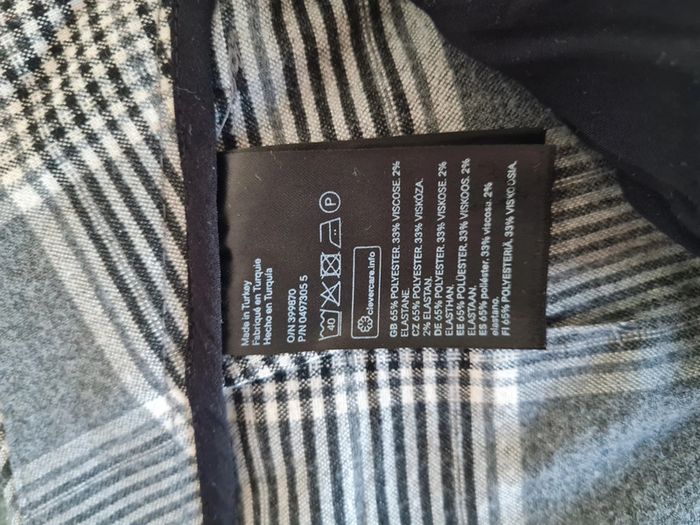 Made in Turkey
Fabriqué en Turquie
Hecho en Turquía
O/N 399870
P/N 0497305 5
40 P
clevercare.info
GB 65% POLYESTER, 33% VISCOSE, 2%
ELASTANE.
CZ 65% POLYESTER, 33% VISKÓZA,
2% ELASTAN.
DE 65% POLYESTER, 33% VISKOSE, 2%
ELASTHAN.
EE 65% POLÜESTER, 33% VISKOOS, 2%
ELASTAAN.
ES 65% poliéster, 33% viscosa, 2%
elastano.
FI 65% POLYESTERIÄ, 33% VISKOOSIA,